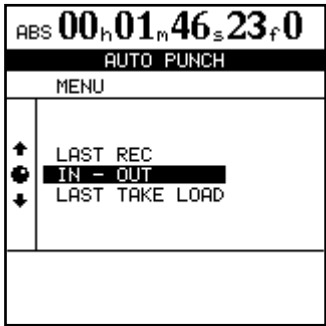 ABS 00h01m46s23f0
AUTO PUNCH
MENU
LAST REC
IN - OUT
LAST TAKE LOAD